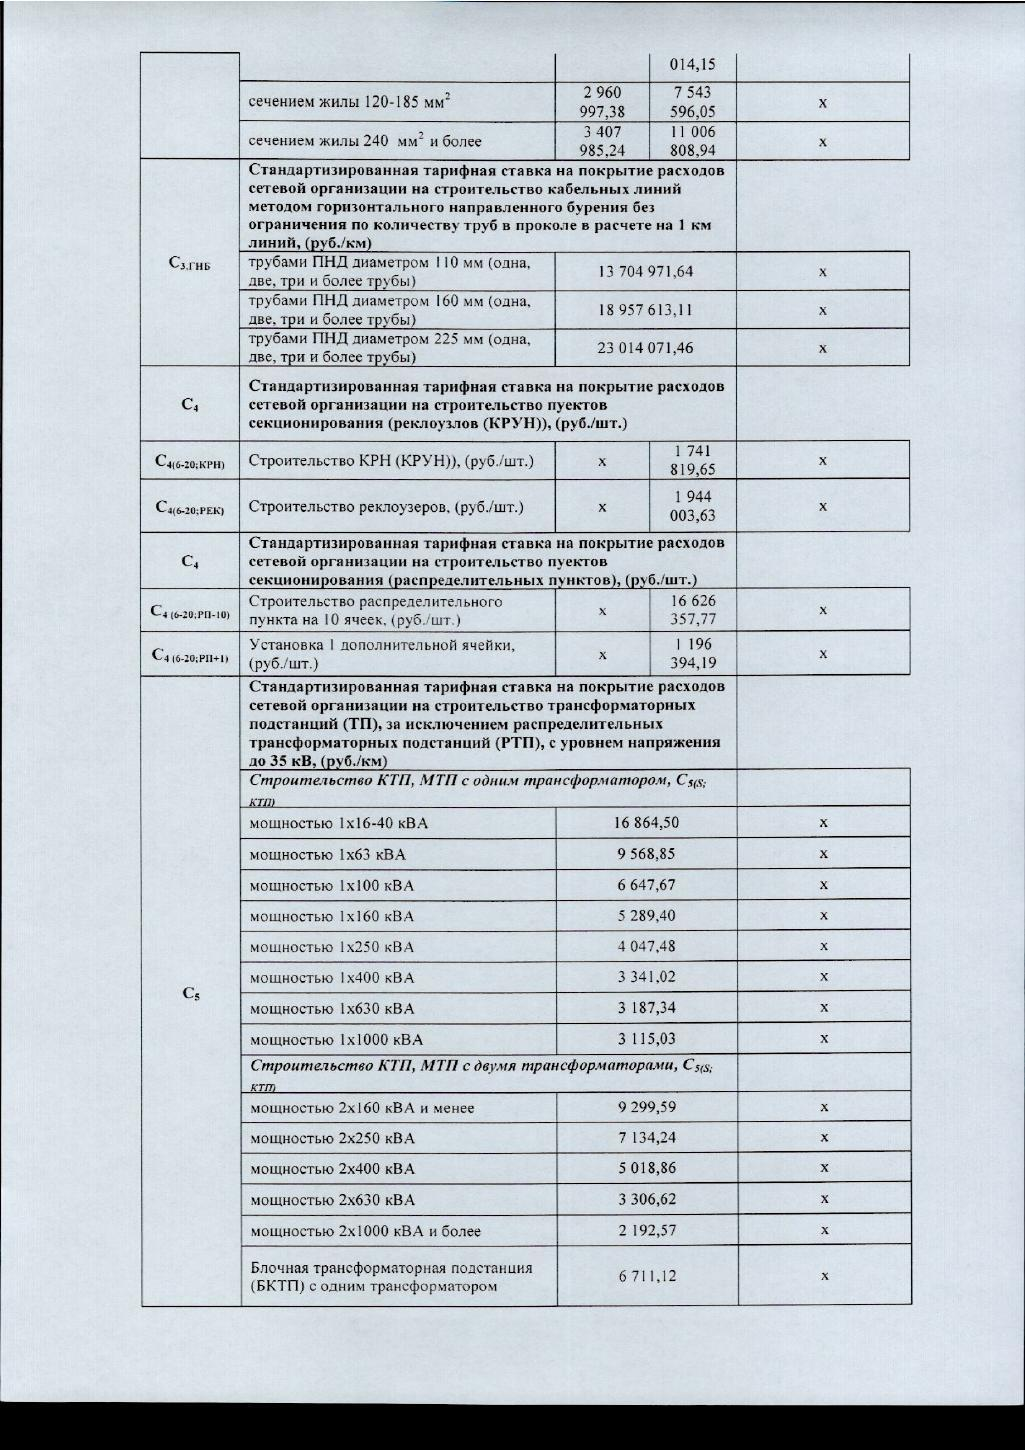 014,15
сечением жилы 120-185 мм² 2 960 997,38 7 543 596,05 x
сечением жилы 240 мм² и более 3 407 985,24 11 006 808,94 x
С3.ГНБ
Стандартизированная тарифная ставка на покрытие расходов
сетевой организации на строительство кабельных линий
методом горизонтального направленного бурения без
ограничения по количеству труб в проколе в расчете на 1 км
линий, (руб./км)
трубами ПНД диаметром 110 мм (одна,
две, три и более трубы) 13 704 971,64 x
трубами ПНД диаметром 160 мм (одна,
две, три и более трубы) 18 957 613,11 x
трубами ПНД диаметром 225 мм (одна,
две, три и более трубы) 23 014 071,46 x
С4
Стандартизированная тарифная ставка на покрытие расходов
сетевой организации на строительство пуектов
секционирования (реклоузлов (КРУН)), (руб./шт.)
С4(6-20;КРН) Строительство КРН (КРУН)), (руб./шт.) x 1 741 819,65 x
С4(6-20;РЕК) Строительство реклоузеров, (руб./шт.) x 1 944 003,63 x
С4
Стандартизированная тарифная ставка на покрытие расходов
сетевой организации на строительство пуектов
секционирования (распределительных пунктов), (руб./шт.)
С4 (6-20;РП-10) Строительство распределительного
пункта на 10 ячеек, (руб./шт.) x 16 626 357,77 x
С4 (6-20;РП+1) Установка 1 дополнительной ячейки,
(руб./шт.) x 1 196 394,19 x
С5
Стандартизированная тарифная ставка на покрытие расходов
сетевой организации на строительство трансформаторных
подстанций (ТП), за исключением распределительных
трансформаторных подстанций (РТП), с уровнем напряжения
до 35 кВ, (руб./км)
Строительство КТП, МТП с одним трансформатором, С5(S;
КТП)
мощностью 1х16-40 кВА 16 864,50 x
мощностью 1х63 кВА 9 568,85 x
мощностью 1х100 кВА 6 647,67 x
мощностью 1х160 кВА 5 289,40 x
мощностью 1х250 кВА 4 047,48 x
мощностью 1х400 кВА 3 341,02 x
мощностью 1х630 кВА 3 187,34 x
мощностью 1х1000 кВА 3 115,03 x
Строительство КТП, МТП с двумя трансформаторами, С5(S;
КТП)
мощностью 2х160 кВА и менее 9 299,59 x
мощностью 2х250 кВА 7 134,24 x
мощностью 2х400 кВА 5 018,86 x
мощностью 2х630 кВА 3 306,62 x
мощностью 2х1000 кВА и более 2 192,57 x
Блочная трансформаторная подстанция
(БКТП) с одним трансформатором 6 711,12 x